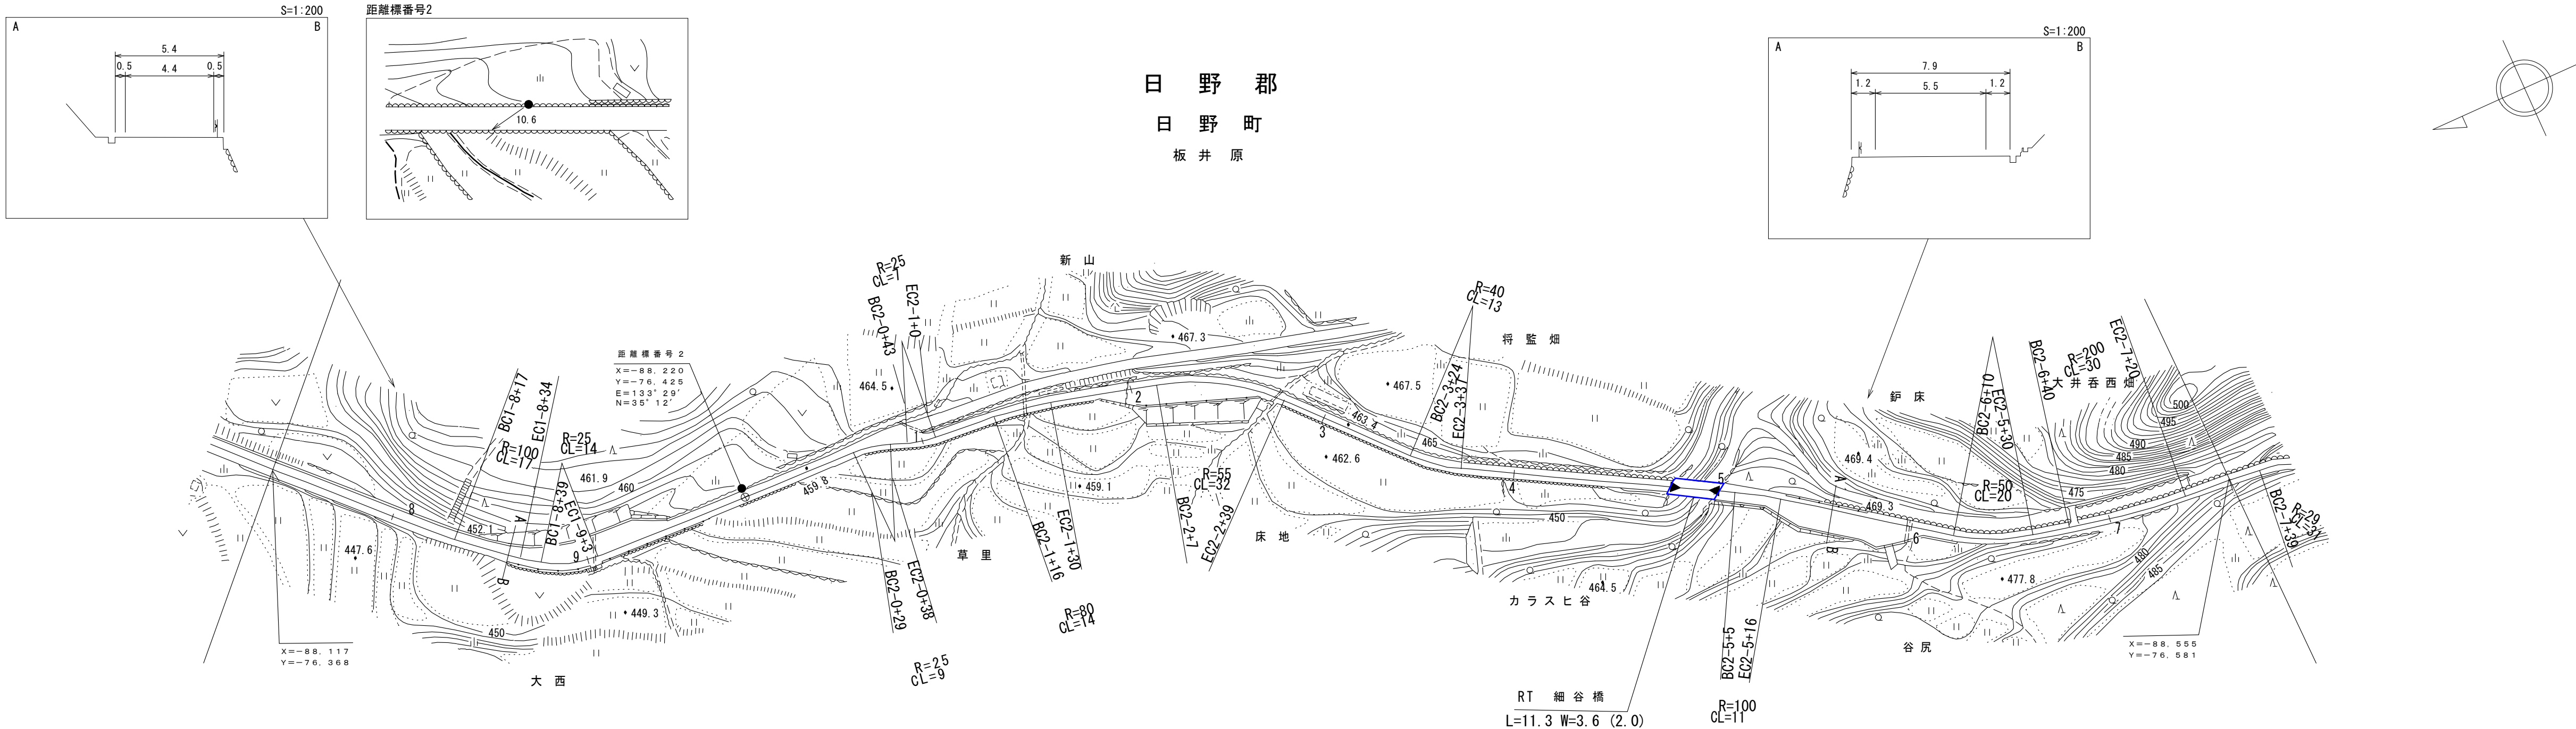 S=1:200
A
B
5.4
0.5
4.4
0.5
距離標番号2
10.6
日 野 郡
日 野 町
板 井 原
S=1:200
A
B
7.9
1.2
5.5
1.2
新 山
R=25
CL=7
BC2-0+43
EC2-1+0
467.3
464.5
R=40
CL=13
将 監 畑
467.5
BC2-3+24
EC2-3+37
463.4
465
462.6
距離標番号2
X=-88, 220
Y=-76, 425
E=133°29′
N=35°12′
BC1-8+17
EC1-8+34
R=100
CL=17
R=25
CL=14
461.9
460
459.8
BC1-8+39
EC1-9+3
452.1
A
B
8
9
1
2
3
4
5
6
7
447.6
449.3
450
X=-88, 117
Y=-76, 368
大 西
BC2-0+29
EC2-0+38
R=25
CL=9
草 里
459.1
BC2-1+16
EC2-1+30
R=80
CL=14
R=55
CL=32
BC2-2+7
EC2-2+39
床 地
450
カ ラ ス ヒ 谷
464.5
RT 細 谷 橋
L=11.3 W=3.6 (2.0)
BC2-5+5
EC2-5+16
R=100
CL=11
鈩 床
469.4
A
B
469.3
BC2-6+10
EC2-5+30
R=50
CL=20
BC2-6+40
EC2-7+20
R=200
CL=30
大 井 呑 西 畑
500
495
490
485
480
475
477.8
480
485
谷 尻
X=-88, 555
Y=-76, 581
BC2-7+39
R=29
CL=31